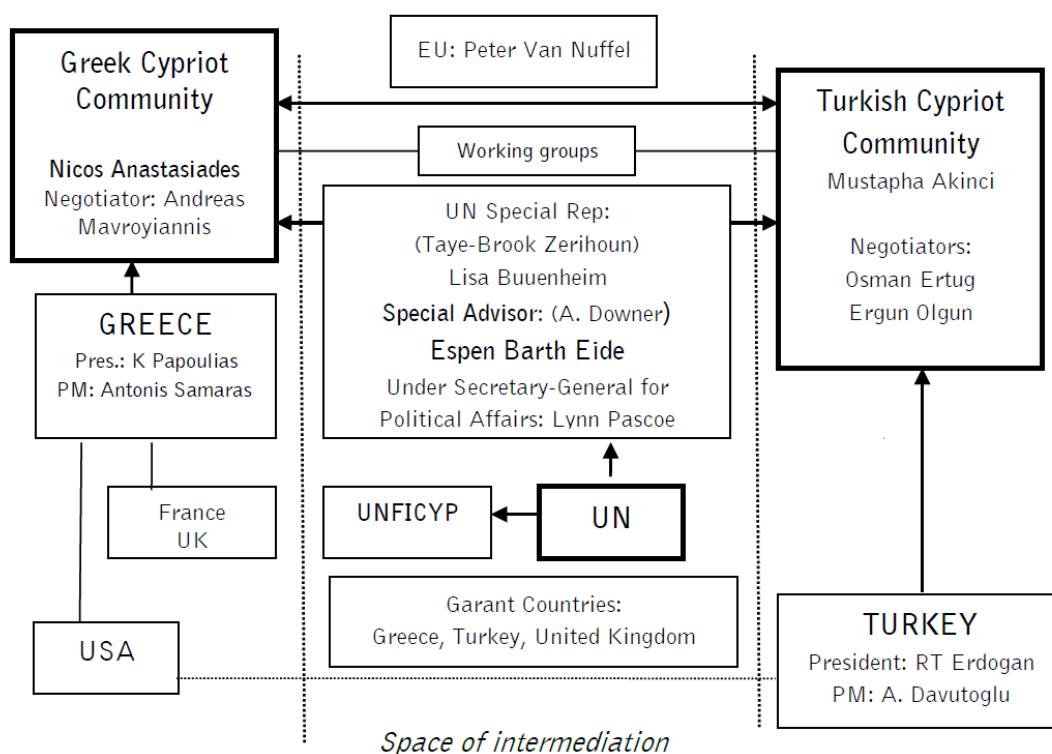 EU: Peter Van Nuffel
Greek Cypriot
Community
Nicos Anastasiades
Negotiator: Andreas
Mavroyiannis
Turkish Cypriot
Community
Mustapha Akinci
Negotiators:
Osman Ertug
Ergun Olgun
Working groups
UN Special Rep:
(Taye-Brook Zerihoun)
Lisa Buuenheim
Special Advisor: (A. Downer)
Espen Barth Eide
Under Secretary-General for
Political Affairs: Lynn Pascoe
GREECE
Pres.: K Papoulias
PM: Antonis Samaras
France
UK
UNFICYP
UN
Garant Countries:
Greece, Turkey, United Kingdom
USA
TURKEY
President: RT Erdogan
PM: A. Davutoglu
Space of intermediation